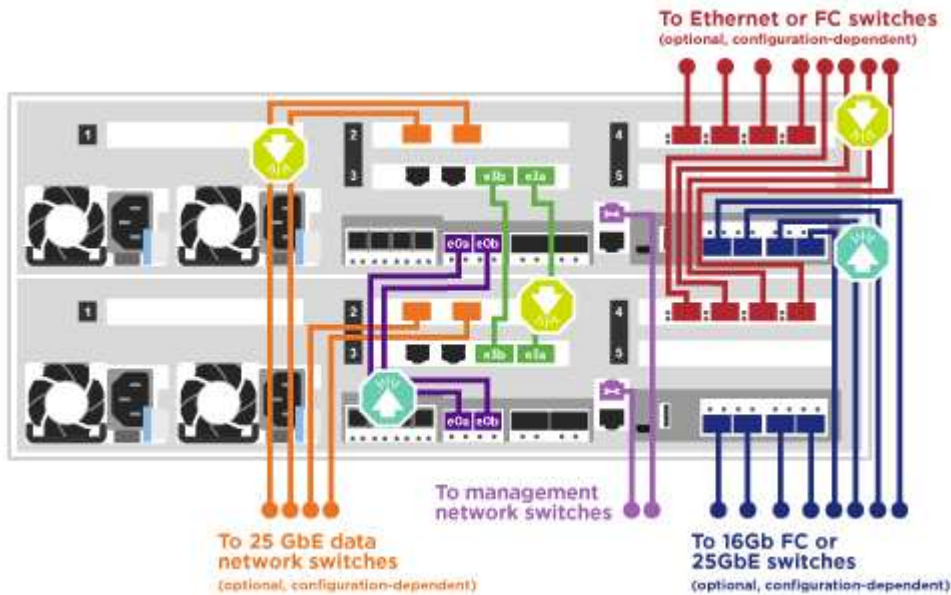 To Ethernet or FC switches
(optional, configuration-dependent)
1
2
4
3
e3b
e3a
5
e0a
e0b
1
2
4
3
e3b
e3a
5
e0a
e0b
To management
network switches
To 25 GbE data
network switches
(optional, configuration-dependent)
To 16Gb FC or
25GbE switches
(optional, configuration-dependent)